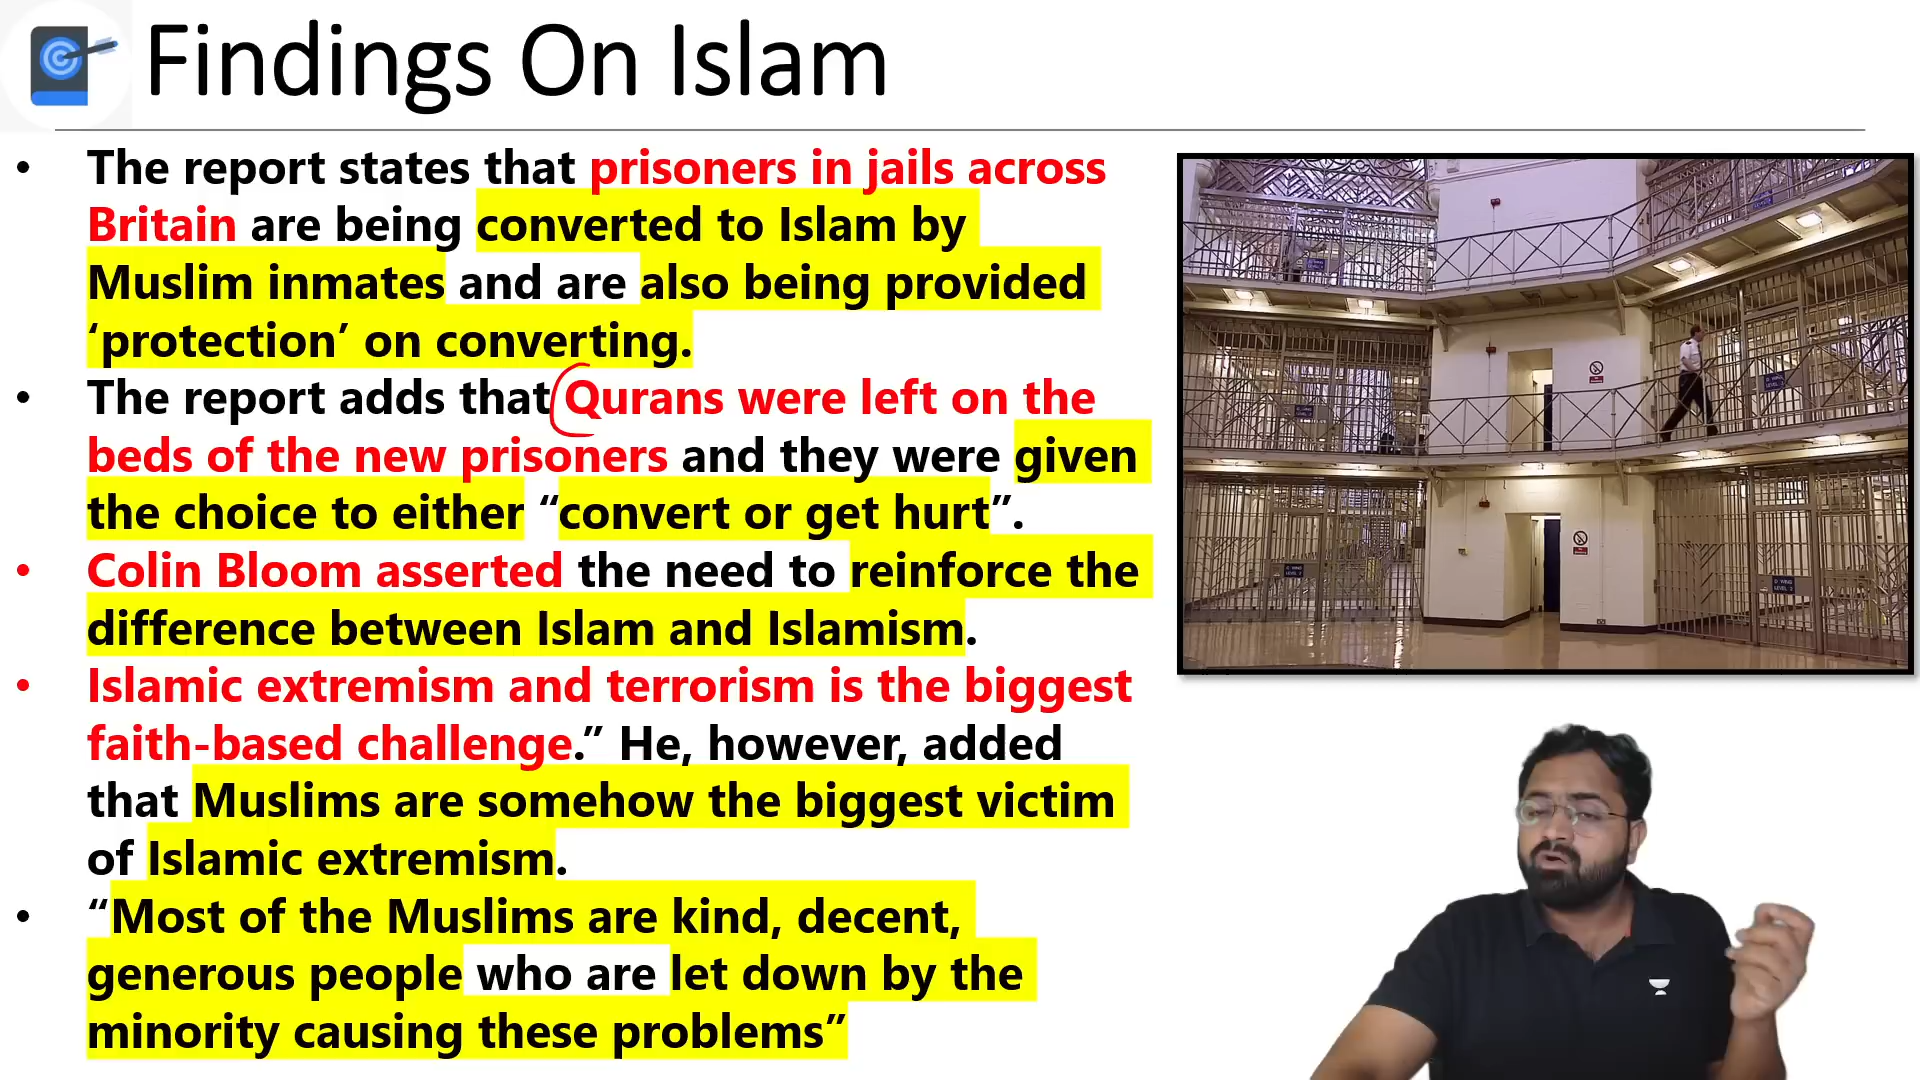 Findings On Islam
• The report states that prisoners in jails across
Britain are being converted to Islam by
Muslim inmates and are also being provided
‘protection’ on converting.
• The report adds that Qurans were left on the
beds of the new prisoners and they were given
the choice to either “convert or get hurt”.
• Colin Bloom asserted the need to reinforce the
difference between Islam and Islamism.
• Islamic extremism and terrorism is the biggest
faith-based challenge.” He, however, added
that Muslims are somehow the biggest victim
of Islamic extremism.
• “Most of the Muslims are kind, decent,
generous people who are let down by the
minority causing these problems”